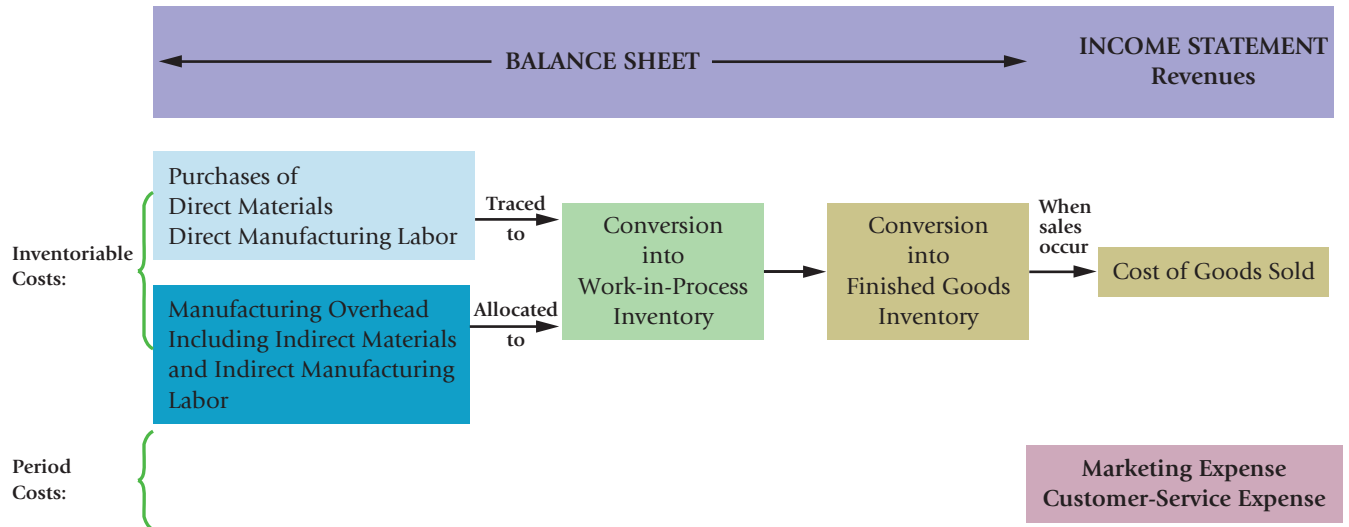 BALANCE SHEET
INCOME STATEMENT
Revenues
Inventoriable
Costs:
Purchases of
Direct Materials
Direct Manufacturing Labor
Traced
to
Manufacturing Overhead
Including Indirect Materials
and Indirect Manufacturing
Labor
Allocated
to
Conversion
into
Work-in-Process
Inventory
Conversion
into
Finished Goods
Inventory
When
sales
occur
Cost of Goods Sold
Period
Costs:
Marketing Expense
Customer-Service Expense